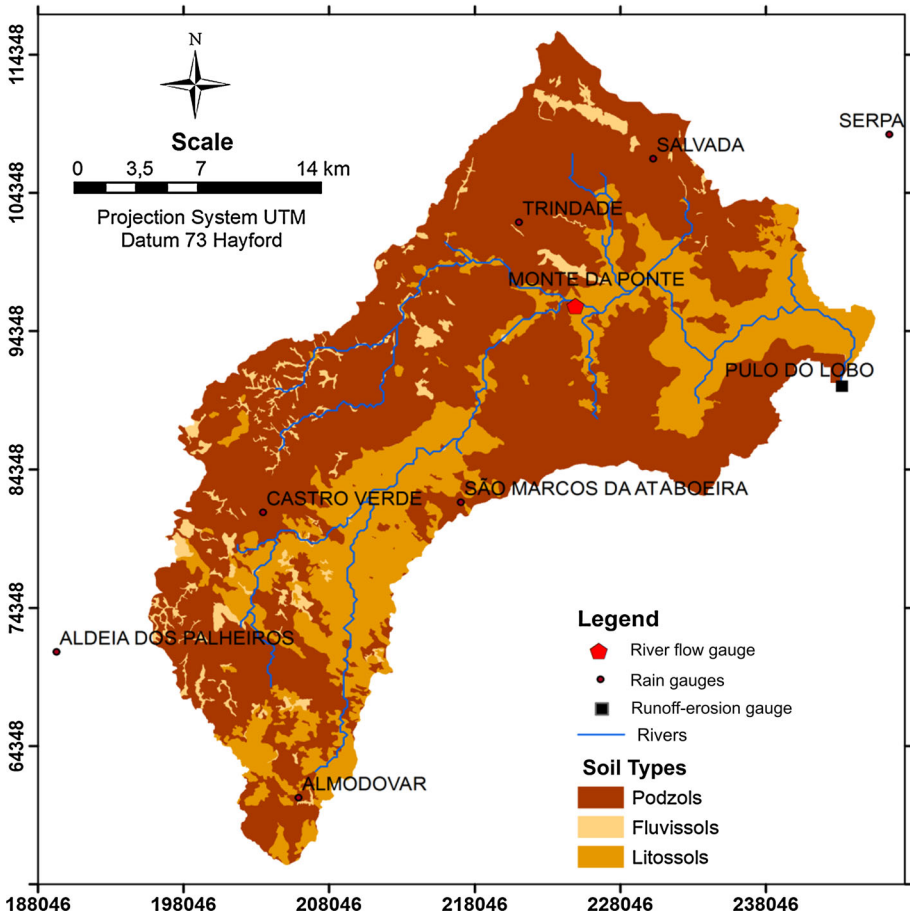 N
Scale
0 3,5 7 14 km
Projection System UTM
Datum 73 Hayford
114348
104348
94348
84348
74348
64348
SERPA
SALVADA
TRINDADE
MONTE DA PONTE
PULO DO LOBO
SÃO MARCOS DA ATABOEIRA
CASTRO VERDE
ALDEIA DOS PALHEIROS
ALMODOVAR
Legend
River flow gauge
Rain gauges
Runoff-erosion gauge
Rivers
Soil Types
Podzols
Fluvissols
Litossols
188046 198046 208046 218046 228046 238046